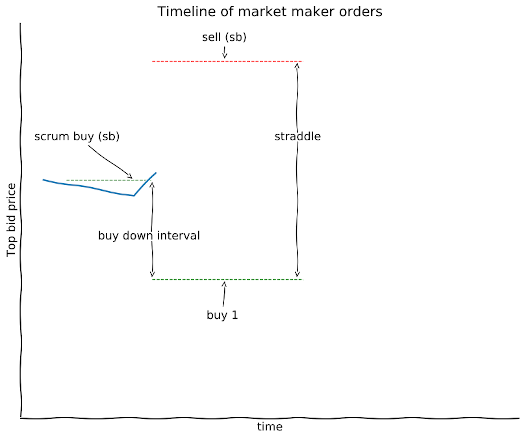 Timeline of market maker orders
sell (sb)
scrum buy (sb)
straddle
Top bid price
buy down interval
buy 1
time